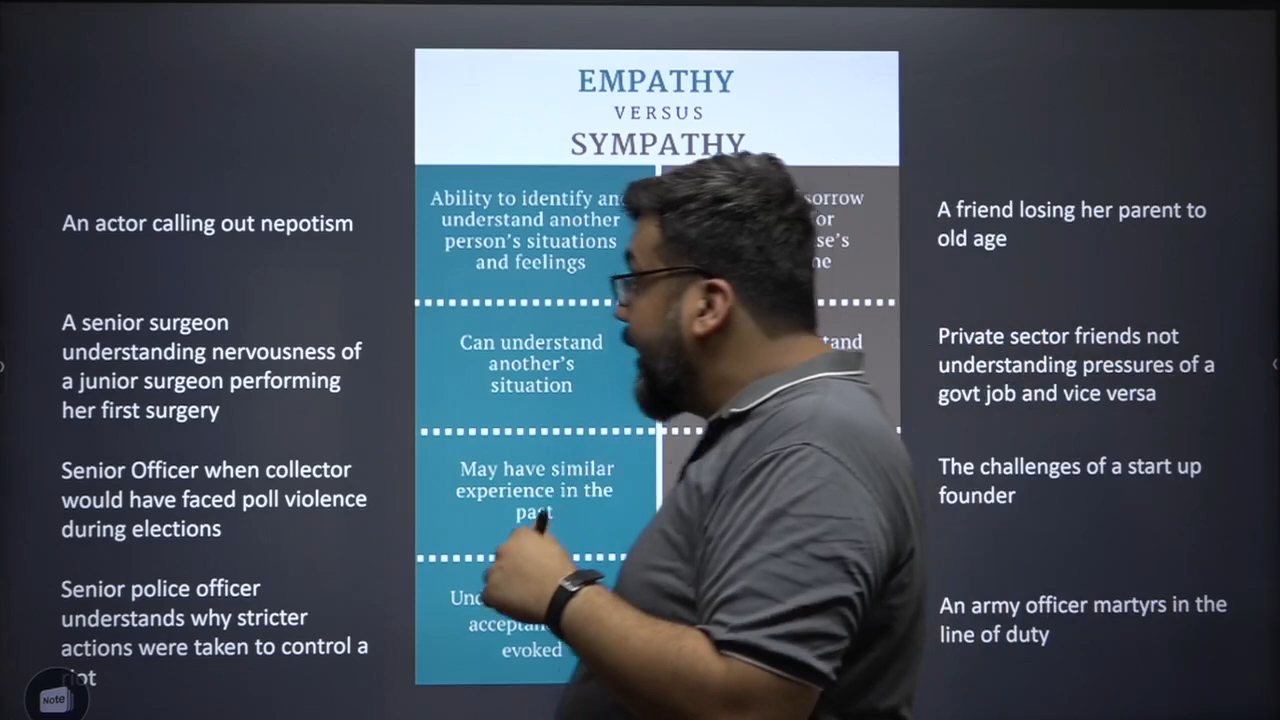 EMPATHY
VERSUS
SYMPATHY
An actor calling out nepotism
A senior surgeon
understanding nervousness of
a junior surgeon performing
her first surgery
Senior Officer when collector
would have faced poll violence
during elections
Senior police officer
understands why stricter
actions were taken to control a
riot
Ability to identify
understand another
person's situations
and feelings
Can understand
another's
situation
May have similar
experience in the
past
evoked
sorrow
A friend losing her parent to
old age
Private sector friends not
understanding pressures of a
govt job and vice versa
The challenges of a start up
founder
An army officer martyrs in the
line of duty
Note